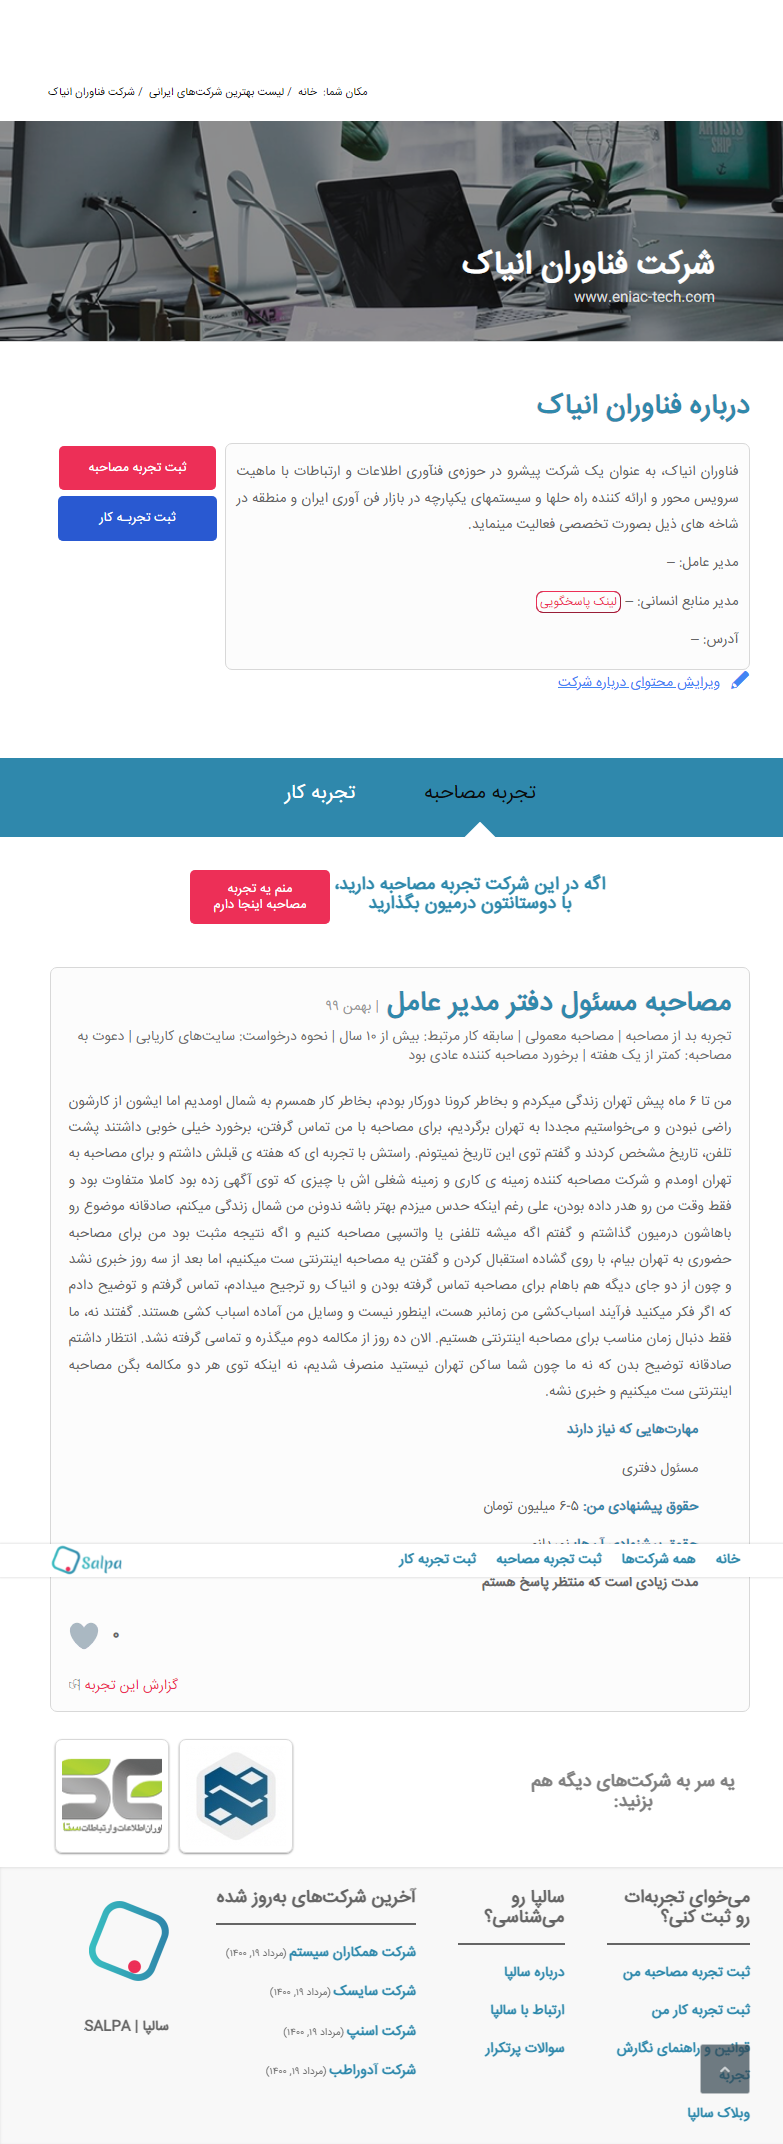 مکان شما: خانه / لیست بهترین شرکت‌های ایرانی / شرکت فناوران انیاک
ARTISTS
SHIP
شرکت فناوران انیاک
www.eniac-tech.com
درباره فناوران انیاک
ثبت تجربه مصاحبه
ثبت تجربـه کار
فناوران انیاک، به عنوان یک شرکت پیشرو در حوزه‌ی فنآوری اطلاعات و ارتباطات با ماهیت
سرویس محور و ارائه کننده راه حلها و سیستمهای یکپارچه در بازار فن آوری ایران و منطقه در
شاخه های ذیل بصورت تخصصی فعالیت مینماید.
مدیر عامل: –
مدیر منابع انسانی: – لینک پاسخگویی
آدرس: –
ویرایش محتوای درباره شرکت
تجربه مصاحبه
تجربه کار
اگه در این شرکت تجربه مصاحبه دارید،
با دوستانتون درمیون بگذارید
منم یه تجربه
مصاحبه اینجا دارم
مصاحبه مسئول دفتر مدیر عامل | بهمن ۹۹
تجربه بد از مصاحبه | مصاحبه معمولی | سابقه کار مرتبط: بیش از ۱۰ سال | نحوه درخواست: سایت‌های کاریابی | دعوت به
مصاحبه: کمتر از یک هفته | برخورد مصاحبه کننده عادی بود
من تا ۶ ماه پیش تهران زندگی میکردم و بخاطر کرونا دورکار بودم، بخاطر کار همسرم به شمال اومدیم اما ایشون از کارشون
راضی نبودن و می‌خواستیم مجددا به تهران برگردیم، برای مصاحبه با من تماس گرفتن، برخورد خیلی خوبی داشتند پشت
تلفن، تاریخ مشخص کردند و گفتم توی این تاریخ نمیتونم. راستش با تجربه ای که هفته ی قبلش داشتم و برای مصاحبه به
تهران اومدم و شرکت مصاحبه کننده زمینه ی کاری و زمینه شغلی اش با چیزی که توی آگهی زده بود کاملا متفاوت بود و
فقط وقت من رو هدر داده بودن، علی رغم اینکه حدس میزدم بهتر باشه ندونن من شمال زندگی میکنم، صادقانه موضوع رو
باهاشون درمیون گذاشتم و گفتم اگه میشه تلفنی یا واتسپی مصاحبه کنیم و اگه نتیجه مثبت بود من برای مصاحبه
حضوری به تهران بیام، با روی گشاده استقبال کردن و گفتن یه مصاحبه اینترنتی ست میکنیم، اما بعد از سه روز خبری نشد
و چون از دو جای دیگه هم باهام برای مصاحبه تماس گرفته بودن و انیاک رو ترجیح میدادم، تماس گرفتم و توضیح دادم
که اگر فکر میکنید فرآیند اسباب‌کشی من زمانبر هست، اینطور نیست و وسایل من آماده اسباب کشی هستند. گفتند نه، ما
فقط دنبال زمان مناسب برای مصاحبه اینترنتی هستیم. الان ده روز از مکالمه دوم میگذره و تماسی گرفته نشد. انتظار داشتم
صادقانه توضیح بدن که نه ما چون شما ساکن تهران نیستید منصرف شدیم، نه اینکه توی هر دو مکالمه بگن مصاحبه
اینترنتی ست میکنیم و خبری نشه.
مهارت‌هایی که نیاز دارند
مسئول دفتری
حقوق پیشنهادی من: ۵-۶ میلیون تومان
خانه همه شرکت‌ها ثبت تجربه مصاحبه ثبت تجربه کار
Salpa
مدت زیادی است که منتظر پاسخ هستم
۰
گزارش این تجربه
یه سر به شرکت‌های دیگه هم
بزنید:
می‌خوای تجربه‌ات
رو ثبت کنی؟
ثبت تجربه مصاحبه من
ثبت تجربه کار من
قوانین و راهنمای نگارش
تجربه
وبلاگ سالپا
سالپا رو
می‌شناسی؟
درباره سالپا
ارتباط با سالپا
سوالات پرتکرار
آخرین شرکت‌های به‌روز شده
شرکت همکاران سیستم (مرداد ۱۹, ۱۴۰۰)
شرکت سایسک (مرداد ۱۹, ۱۴۰۰)
شرکت اسنپ (مرداد ۱۹, ۱۴۰۰)
شرکت آدوراطب (مرداد ۱۹, ۱۴۰۰)
سالپا | SALPA